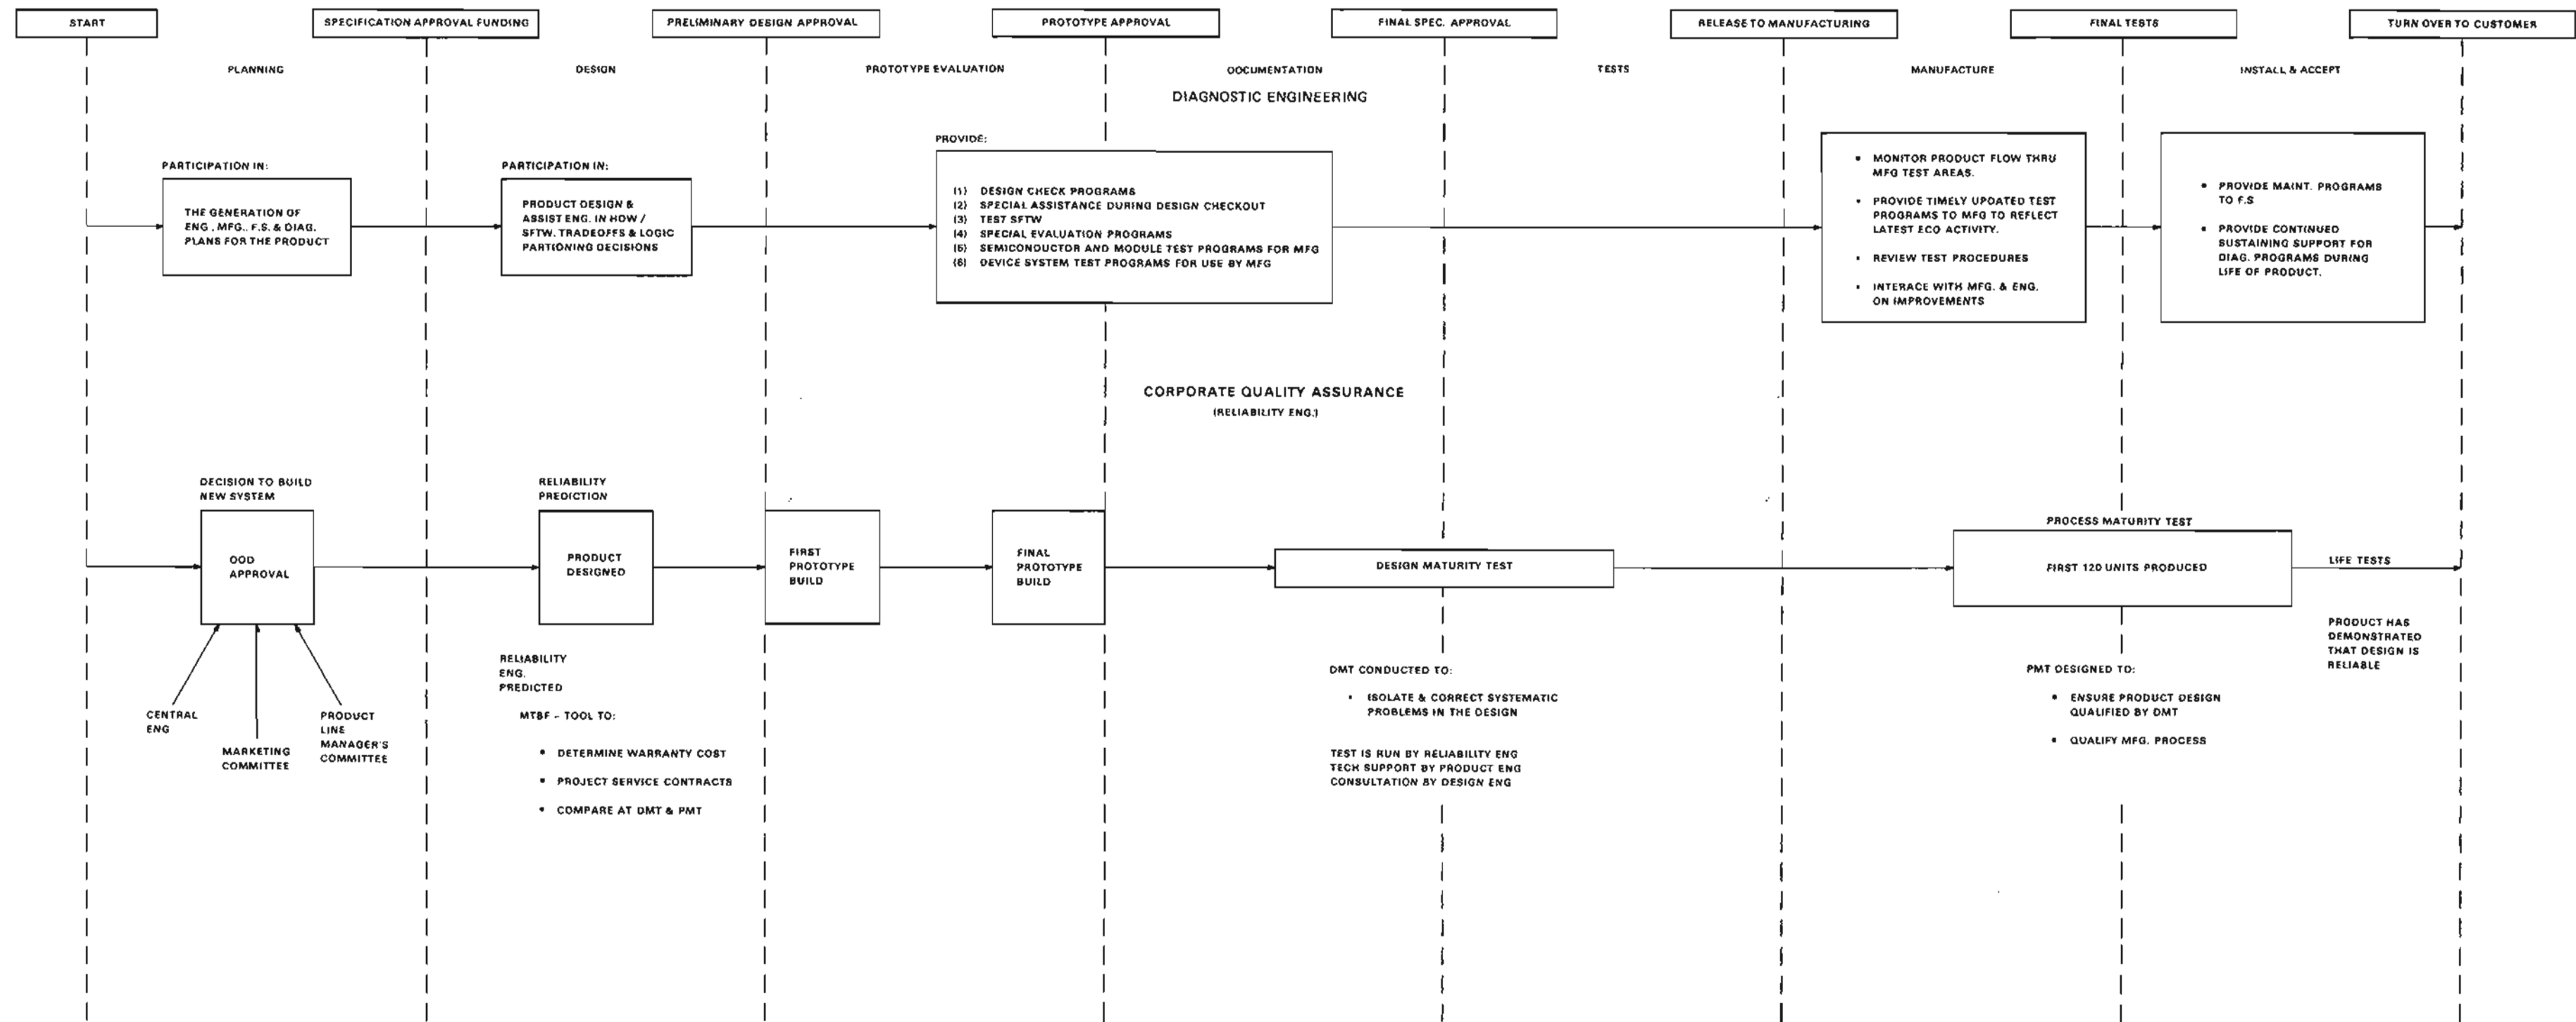 START
SPECIFICATION APPROVAL FUNDING
PRELIMINARY DESIGN APPROVAL
PROTOTYPE APPROVAL
FINAL SPEC. APPROVAL
RELEASE TO MANUFACTURING
FINAL TESTS
TURN OVER TO CUSTOMER
PLANNING
DESIGN
PROTOTYPE EVALUATION
DOCUMENTATION
TESTS
MANUFACTURE
INSTALL & ACCEPT
DIAGNOSTIC ENGINEERING
PARTICIPATION IN:
THE GENERATION OF
ENG., MFG., F.S. & DIAG.
PLANS FOR THE PRODUCT
PARTICIPATION IN:
PRODUCT DESIGN &
ASSIST ENG. IN HDW /
SFTW. TRADEOFFS & LOGIC
PARTIONING DECISIONS
PROVIDE:
(1) DESIGN CHECK PROGRAMS
(2) SPECIAL ASSISTANCE DURING DESIGN CHECKOUT
(3) TEST SFTW
(4) SPECIAL EVALUATION PROGRAMS
(5) SEMICONDUCTOR AND MODULE TEST PROGRAMS FOR MFG
(6) DEVICE SYSTEM TEST PROGRAMS FOR USE BY MFG
• MONITOR PRODUCT FLOW THRU
MFG TEST AREAS.
• PROVIDE TIMELY UPDATED TEST
PROGRAMS TO MFG TO REFLECT
LATEST ECO ACTIVITY.
• REVIEW TEST PROCEDURES
• INTERACE WITH MFG. & ENG.
ON IMPROVEMENTS
• PROVIDE MAINT. PROGRAMS
TO F.S
• PROVIDE CONTINUED
SUSTAINING SUPPORT FOR
DIAG. PROGRAMS DURING
LIFE OF PRODUCT.
CORPORATE QUALITY ASSURANCE
(RELIABILITY ENG.)
DECISION TO BUILD
NEW SYSTEM
OOD
APPROVAL
CENTRAL
ENG
MARKETING
COMMITTEE
PRODUCT
LINE
MANAGER'S
COMMITTEE
RELIABILITY
PREDICTION
PRODUCT
DESIGNED
RELIABILITY
ENG.
PREDICTED
MTBF – TOOL TO:
• DETERMINE WARRANTY COST
• PROJECT SERVICE CONTRACTS
• COMPARE AT DMT & PMT
FIRST
PROTOTYPE
BUILD
FINAL
PROTOTYPE
BUILD
DESIGN MATURITY TEST
DMT CONDUCTED TO:
• ISOLATE & CORRECT SYSTEMATIC
PROBLEMS IN THE DESIGN
TEST IS RUN BY RELIABILITY ENG
TECH SUPPORT BY PRODUCT ENG
CONSULTATION BY DESIGN ENG
PROCESS MATURITY TEST
FIRST 120 UNITS PRODUCED
PMT DESIGNED TO:
• ENSURE PRODUCT DESIGN
QUALIFIED BY DMT
• QUALIFY MFG. PROCESS
LIFE TESTS
PRODUCT HAS
DEMONSTRATED
THAT DESIGN IS
RELIABLE